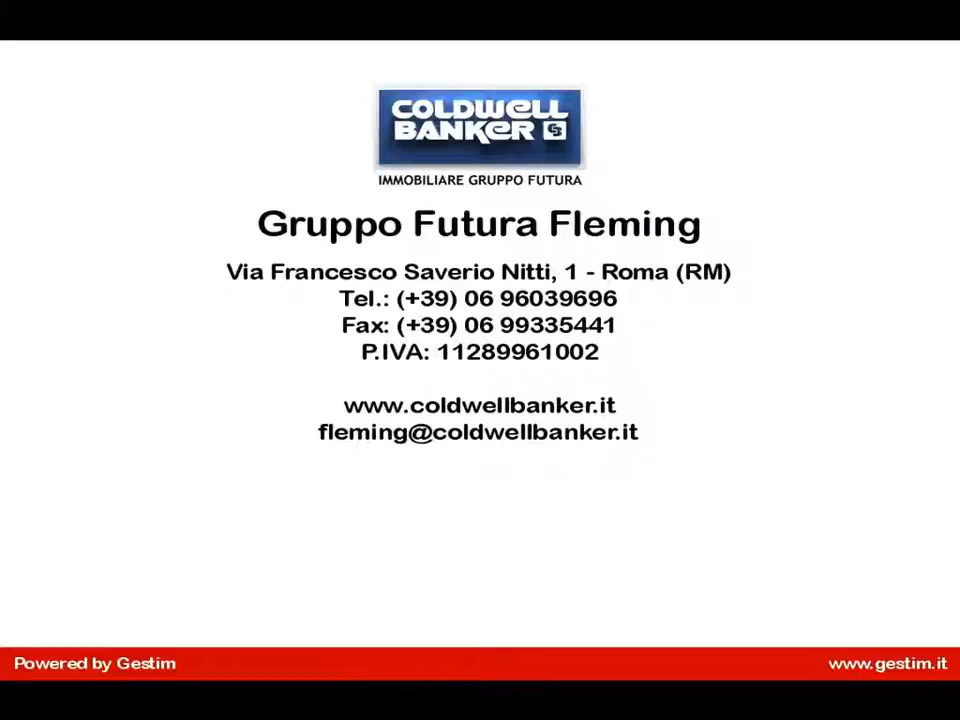 COLDWELL
BANKER CB
IMMOBILIARE GRUPPO FUTURA
Gruppo Futura Fleming
Via Francesco Saverio Nitti, 1 - Roma (RM)
Tel.: (+39) 06 96039696
Fax: (+39) 06 99335441
P.IVA: 11289961002
www.coldwellbanker.it
fleming@coldwellbanker.it
Powered by Gestim
www.gestim.it